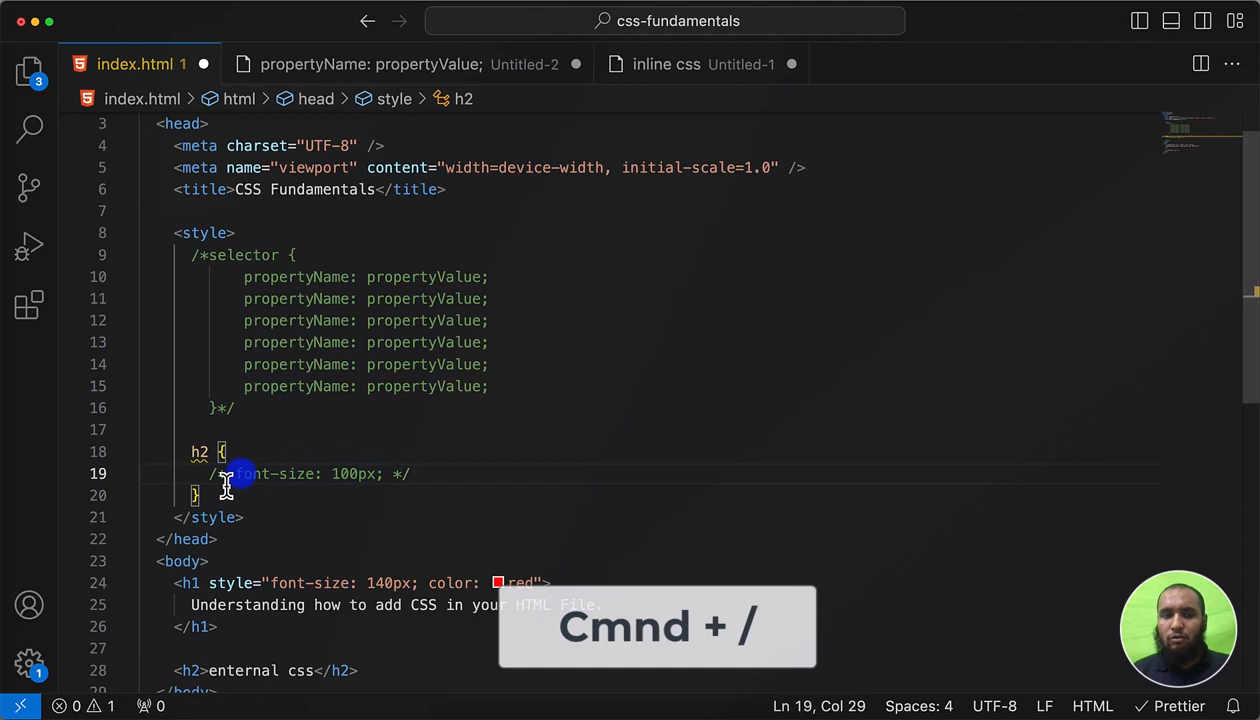 css-fundamentals
index.html 1
propertyName: propertyValue; Untitled-2
inline css Untitled-1
index.html > html > head > style > h2
3 <head>
4 <meta charset="UTF-8" />
5 <meta name="viewport" content="width=device-width, initial-scale=1.0" />
6 <title>CSS Fundamentals</title>
7
8 <style>
9 /*selector {
10 propertyName: propertyValue;
11 propertyName: propertyValue;
12 propertyName: propertyValue;
13 propertyName: propertyValue;
14 propertyName: propertyValue;
15 propertyName: propertyValue;
16 }*/
17
18 h2 {
19 /* font-size: 100px; */
20 }
21 </style>
22 </head>
23 <body>
24 <h1 style="font-size: 140px; color: red">
25 Understanding how to add CSS in your HTML File.
26 </h1>
27
28 <h2>enternal css</h2>
29 </body>
Cmnd + /
3
1
0 1 0
Ln 19, Col 29 Spaces: 4 UTF-8 LF HTML Prettier